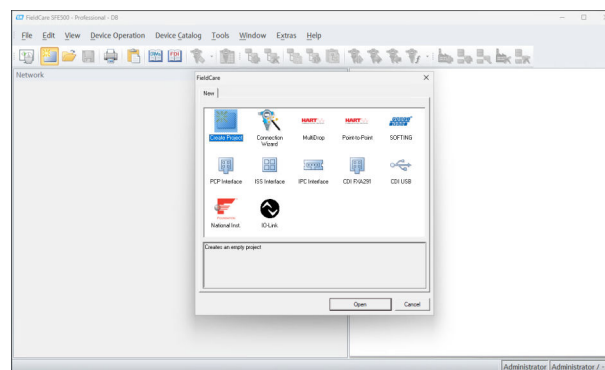 FieldCare SFE500 - Professional - DB
File Edit View Device Operation Device Catalog Tools Window Extras Help
Network
FieldCare
New
Create Project
Connection Wizard
HART
MultiDrop
HART
Point-to-Point
SOFTING
PCP Interface
ISS Interface
IPC Interface
CDI FXA291
CDI USB
National Inst.
IO-Link
Creates an empty project
Open Cancel
Administrator Administrator / -